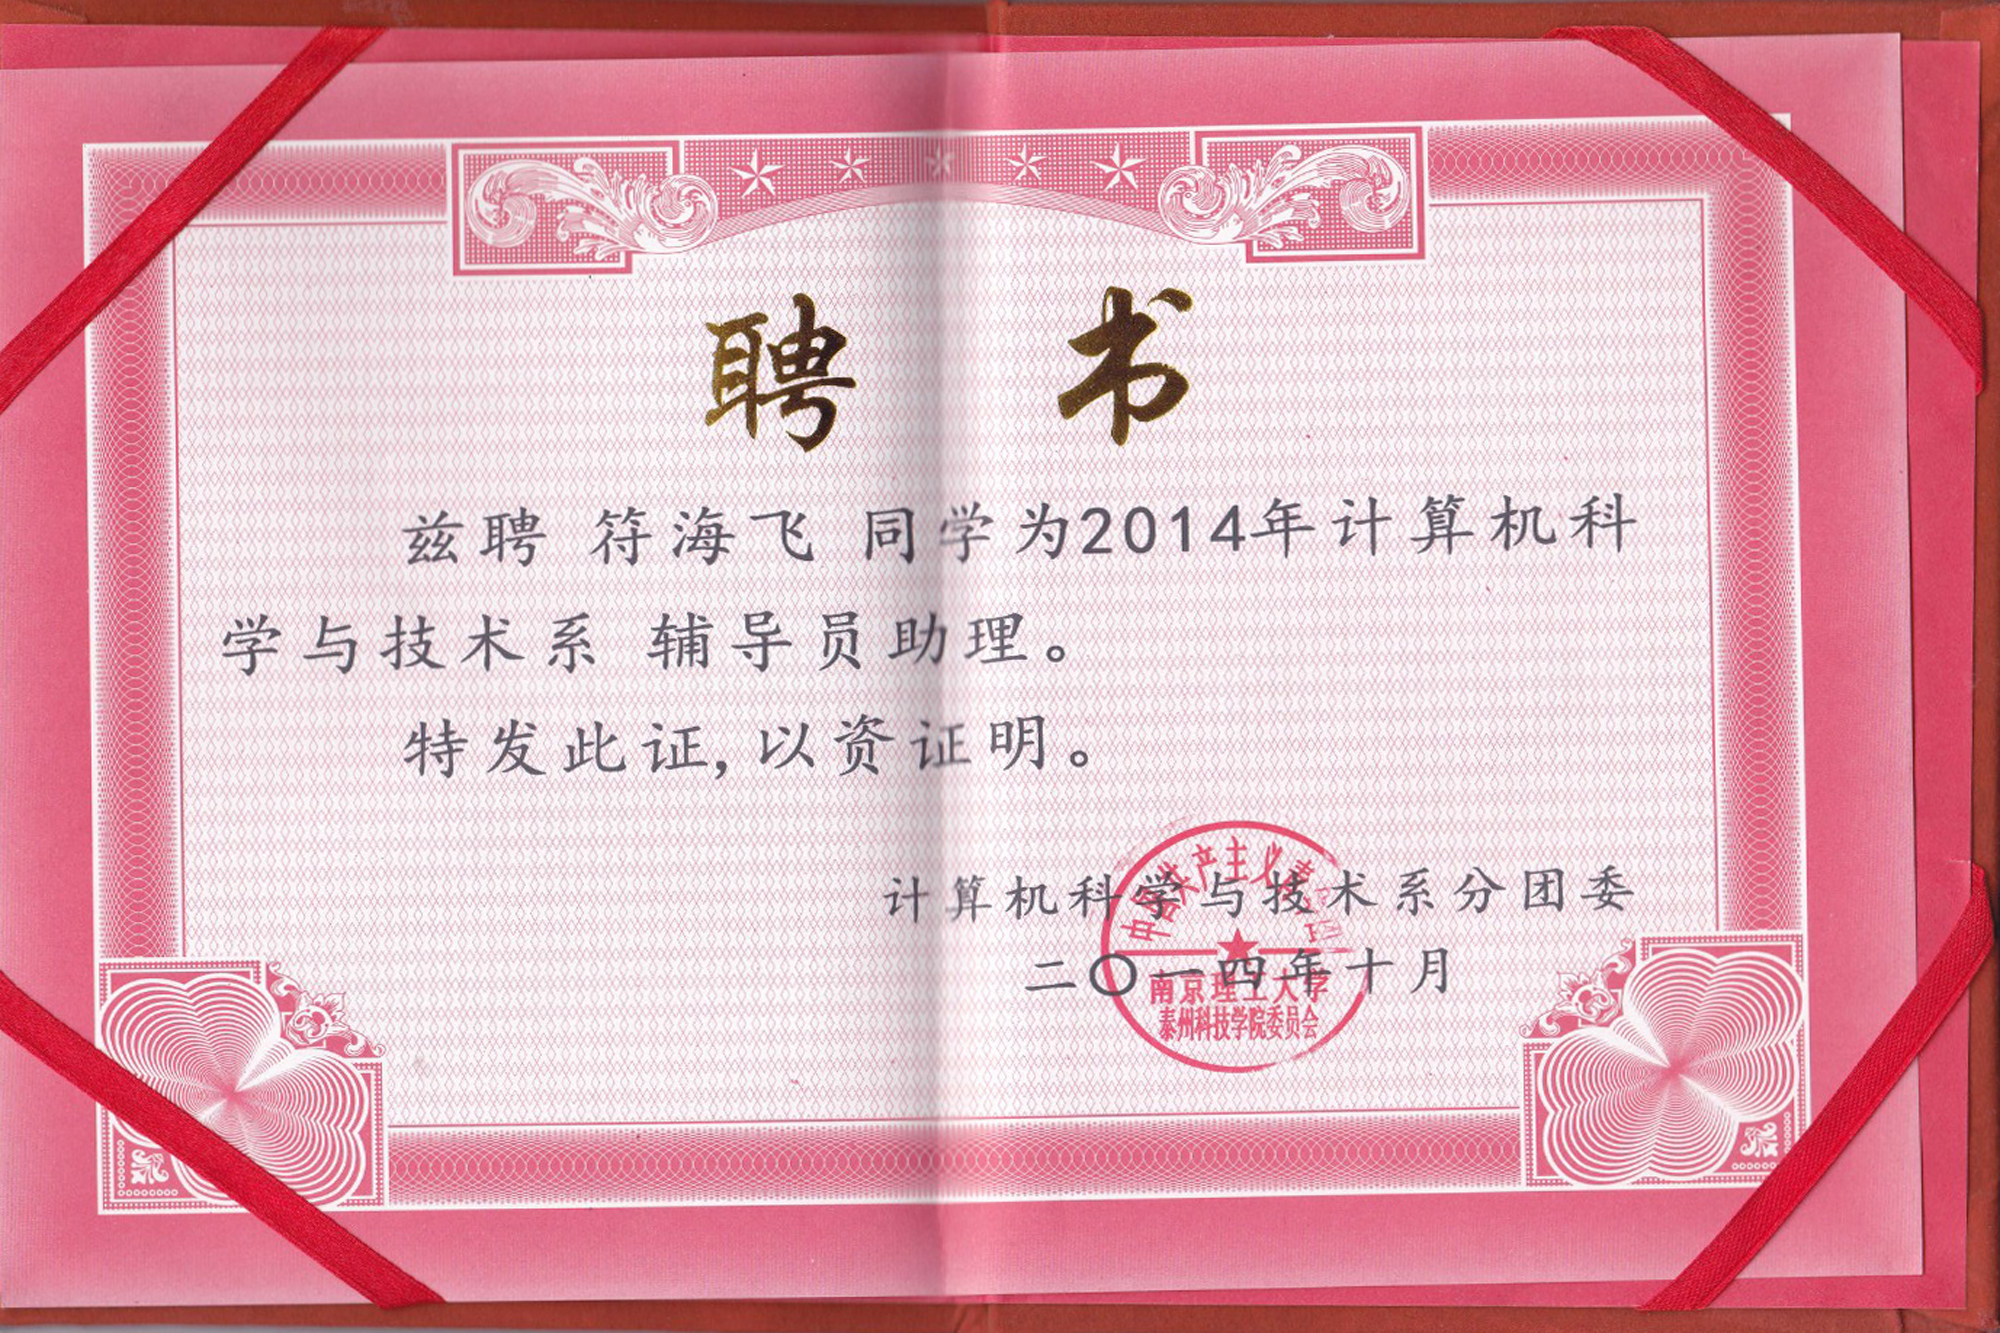 聘 书
兹聘 符海飞 同学为2014年计算机科
学与技术系 辅导员助理。
特发此证,以资证明。
计算机科学与技术系分团委
二〇一四年十月
中国共产主义青
南京理工大学
泰州科技学院委员会